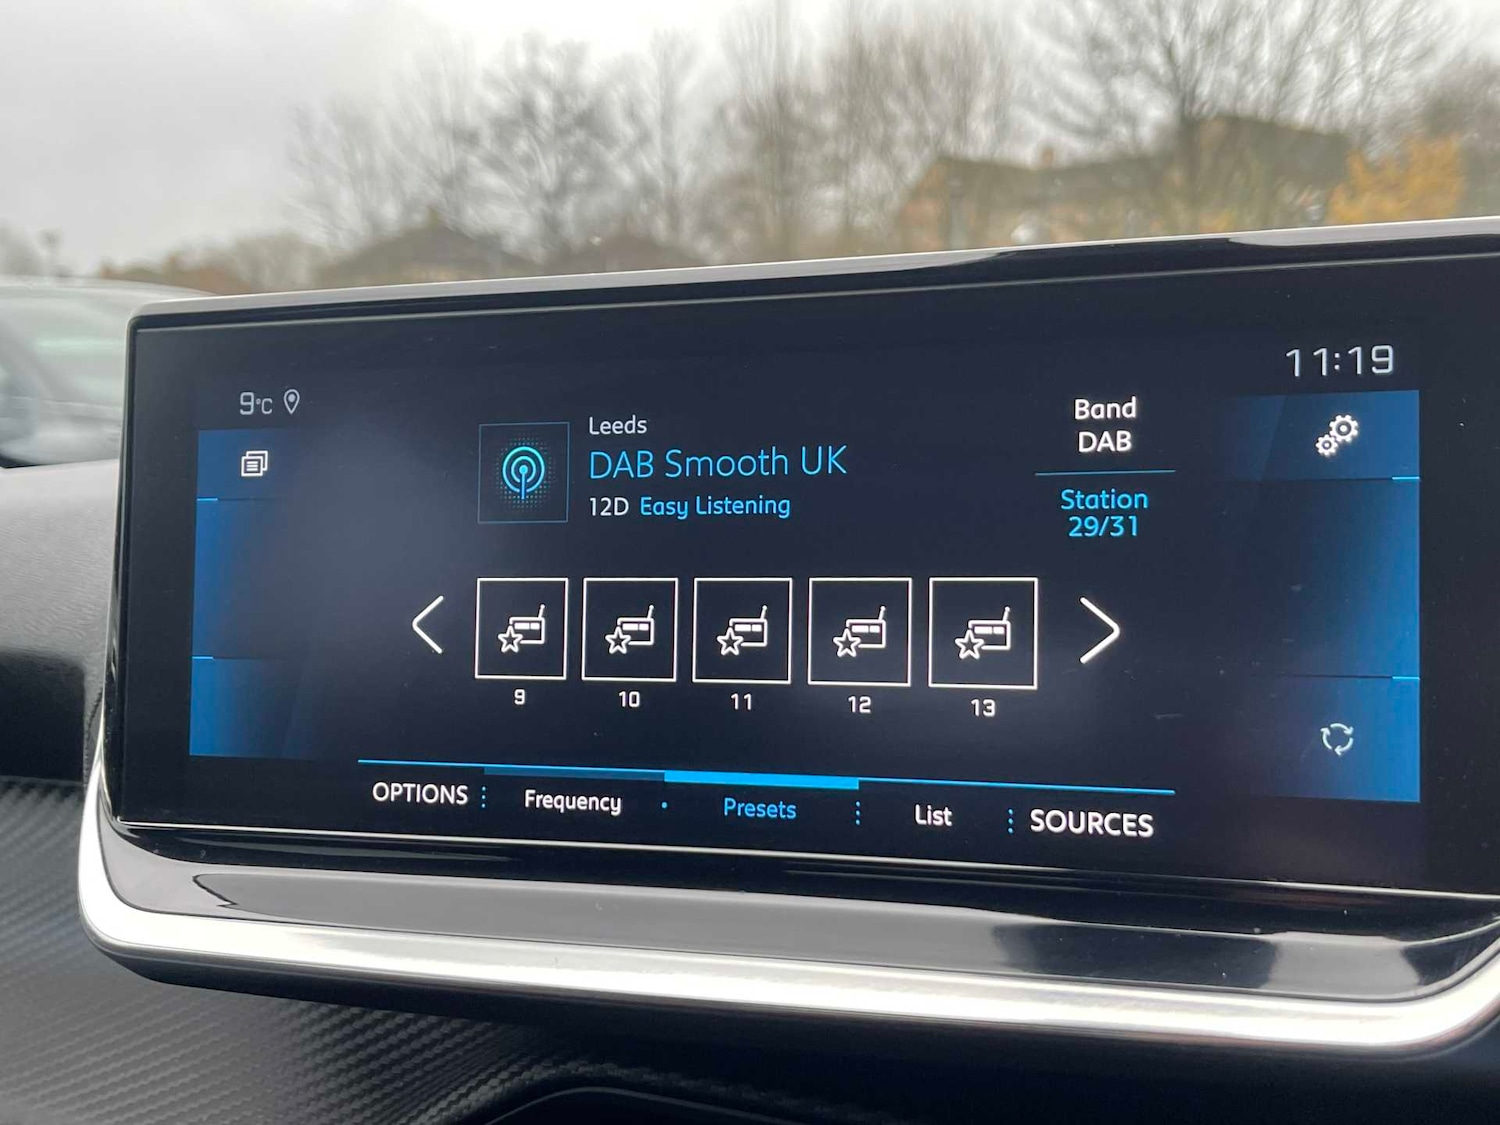 11:19
9°C
Leeds
DAB Smooth UK
12D Easy Listening
Band
DAB
Station
29/31
9
10
11
12
13
OPTIONS
Frequency
Presets
List
SOURCES